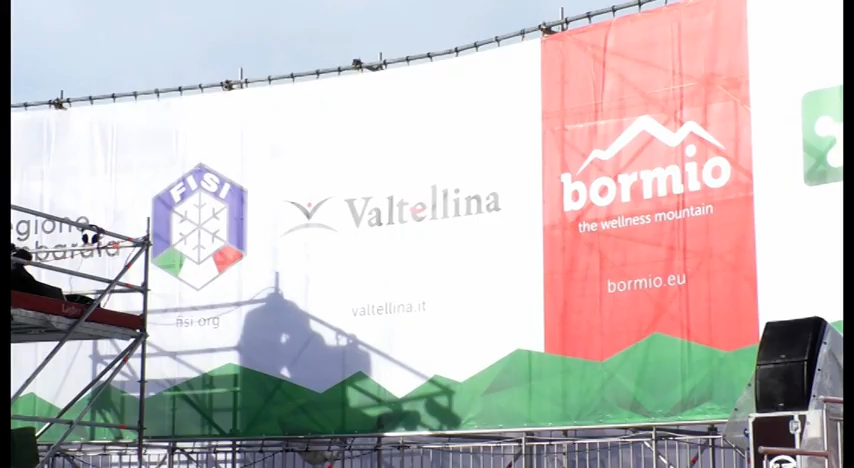 FISI
fisi.org
Valtellina
valtellina.it
bormio
the wellness mountain
bormio.eu